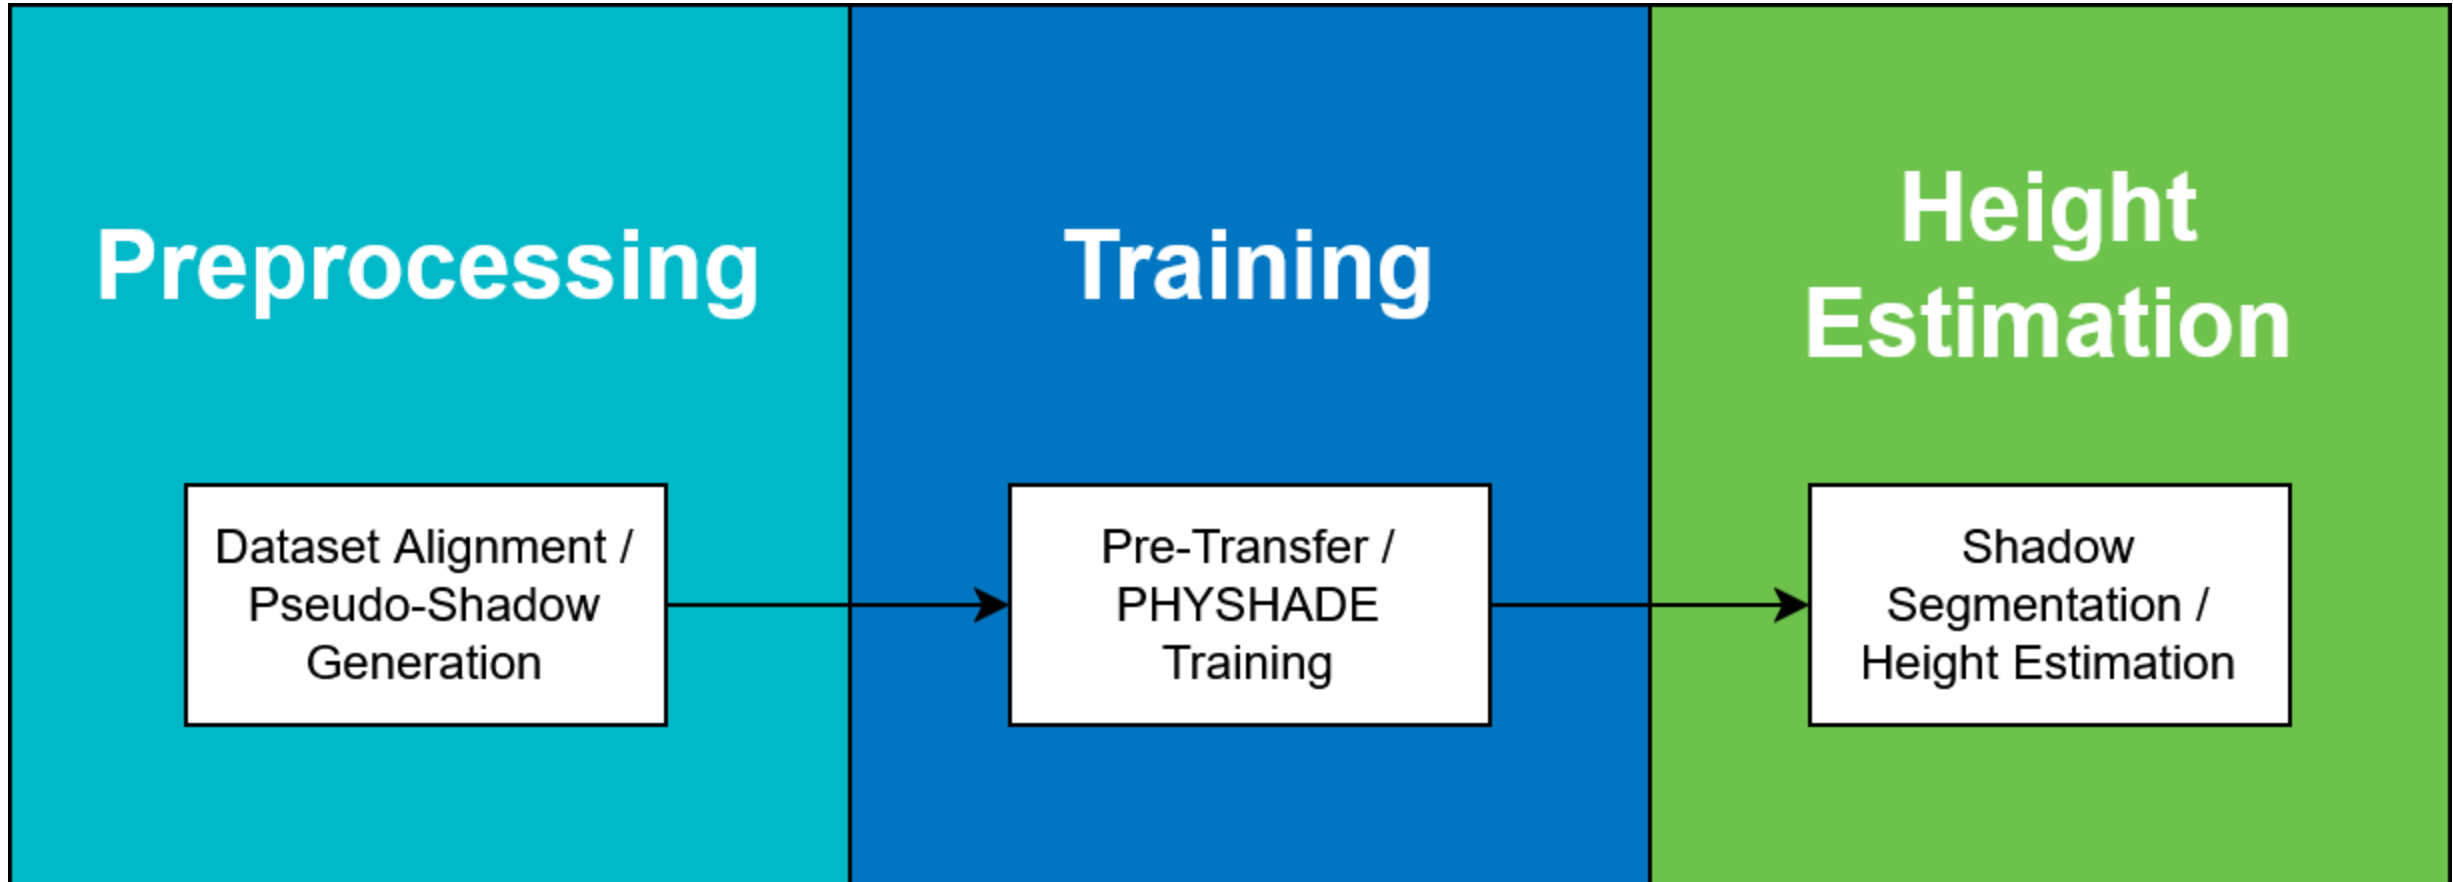 Preprocessing
Dataset Alignment /
Pseudo-Shadow
Generation
Training
Pre-Transfer /
PHYSHADE
Training
Height
Estimation
Shadow
Segmentation /
Height Estimation